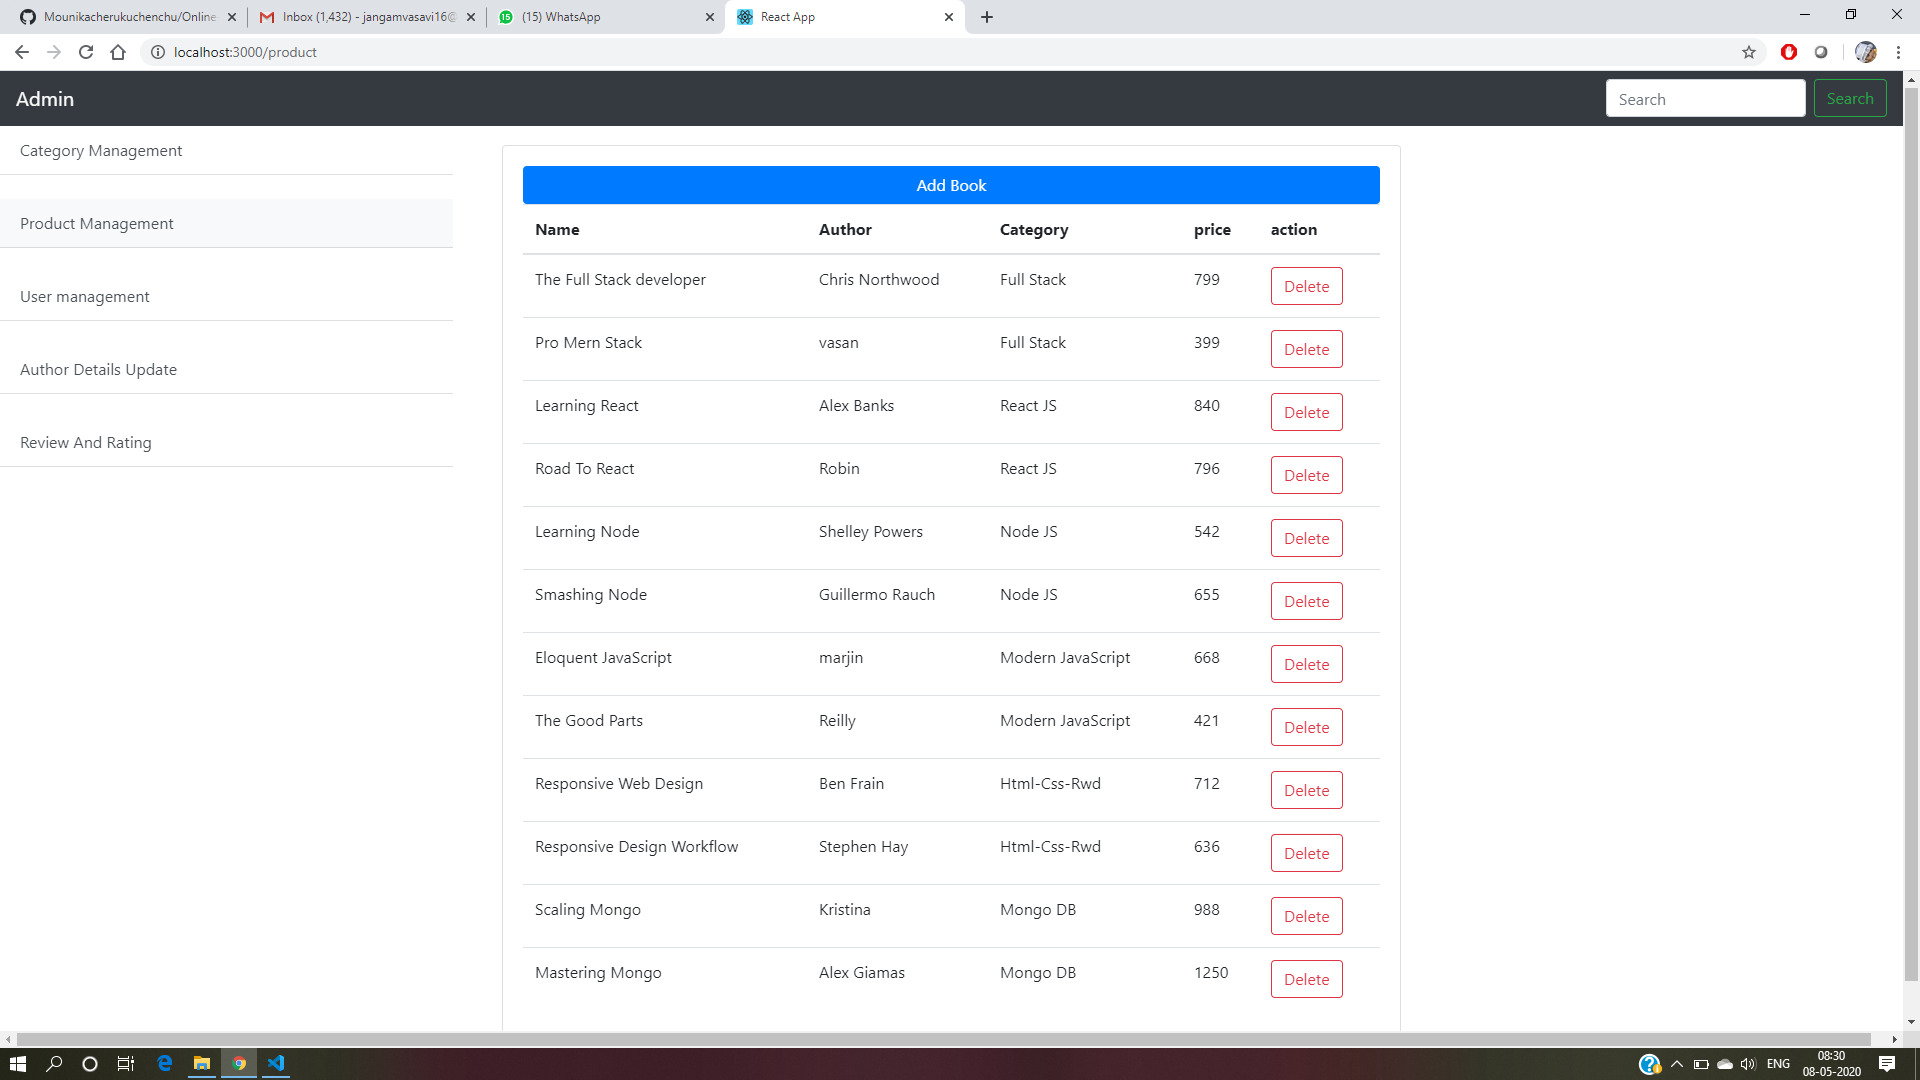 Mounikacherukuchenchu/Online
Inbox (1,432) - jangamvasavi16@
(15) WhatsApp
React App
localhost:3000/product
Admin
Search
Search
Category Management
Product Management
User management
Author Details Update
Review And Rating
Add Book
Name Author Category price action
The Full Stack developer Chris Northwood Full Stack 799 Delete
Pro Mern Stack vasan Full Stack 399 Delete
Learning React Alex Banks React JS 840 Delete
Road To React Robin React JS 796 Delete
Learning Node Shelley Powers Node JS 542 Delete
Smashing Node Guillermo Rauch Node JS 655 Delete
Eloquent JavaScript marjin Modern JavaScript 668 Delete
The Good Parts Reilly Modern JavaScript 421 Delete
Responsive Web Design Ben Frain Html-Css-Rwd 712 Delete
Responsive Design Workflow Stephen Hay Html-Css-Rwd 636 Delete
Scaling Mongo Kristina Mongo DB 988 Delete
Mastering Mongo Alex Giamas Mongo DB 1250 Delete
ENG
08:30
08-05-2020